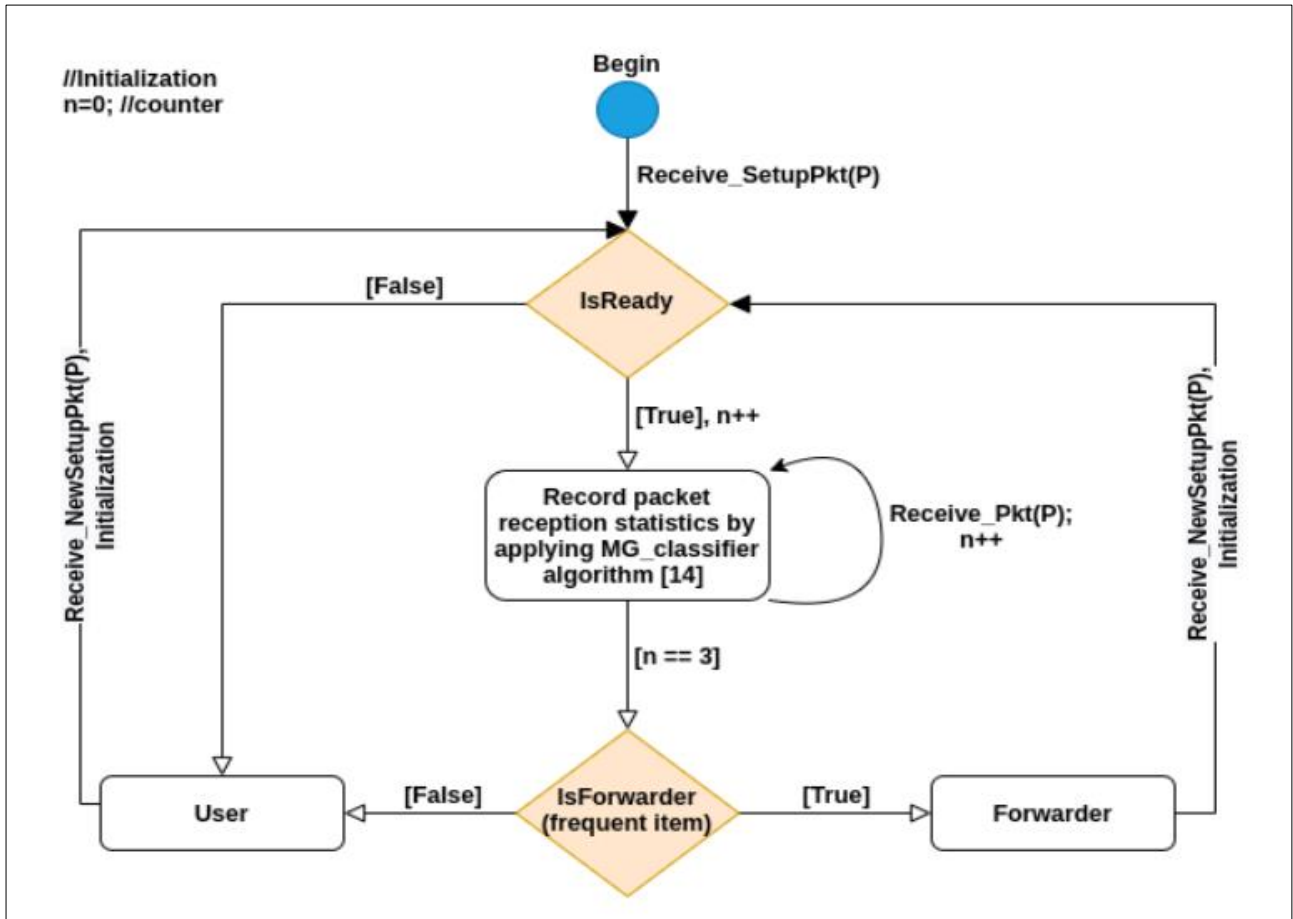 //Initialization
n=0; //counter
Begin
Receive_SetupPkt(P)
IsReady
[False]
[True], n++
Record packet
reception statistics by
applying MG_classifier
algorithm [14]
Receive_Pkt(P);
n++
Receive_NewSetupPkt(P),
Initialization
Receive_NewSetupPkt(P),
Initialization
[n == 3]
IsForwarder
(frequent item)
[False]
[True]
User
Forwarder